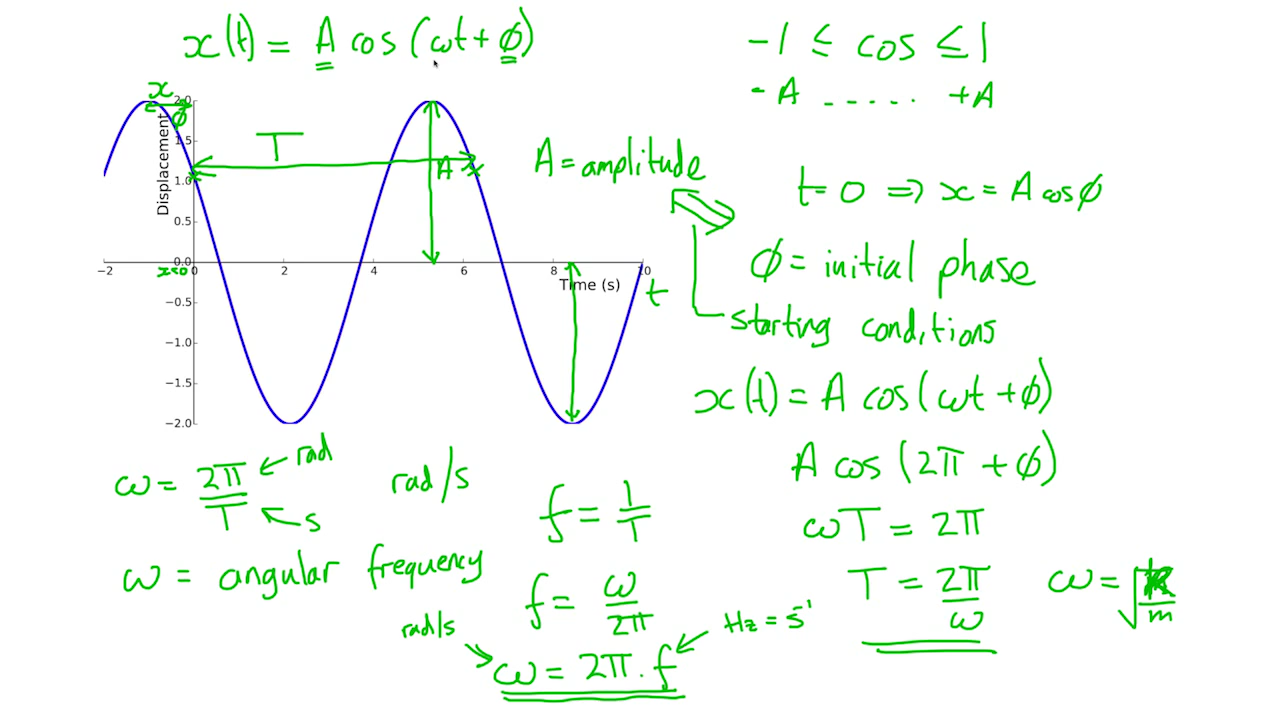 x(t) = A cos (ωt + ϕ)
-1 ≤ cos ≤ 1
-A ..... +A
x
ϕ
T
A
x
A = amplitude
t=0 ⇒ x = A cos ϕ
ϕ = initial phase
starting conditions
x(t) = A cos(ωt + ϕ)
A cos (2π + ϕ)
ωT = 2π
T = 2π/ω
ω = √k/m
Displacement
2.0
1.5
1.0
0.5
0.0
−0.5
−1.0
−1.5
−2.0
x=0
−2 0 2 4 6 8 10
Time (s)
t
ω = 2π/T
rad
s
rad/s
f = 1/T
ω = angular frequency
f = ω/2π
rad/s
Hz = s⁻¹
ω = 2π . f